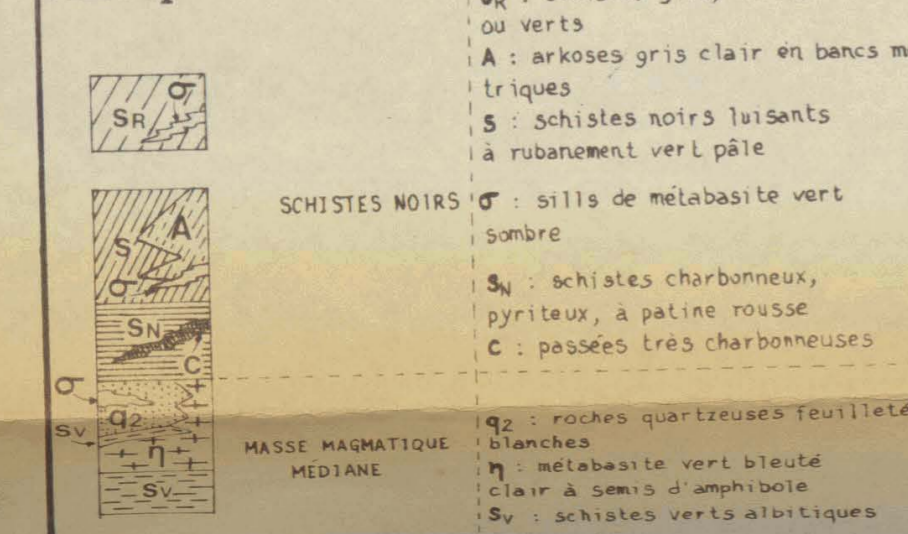 ou verts
A : arkoses gris clair en bancs m
triques
S : schistes noirs luisants
à rubanement vert pâle
SR
σ
SCHISTES NOIRS
σ : sills de métabasite vert
sombre
SN : schistes charbonneux,
pyriteux, à patine rousse
C : passées très charbonneuses
S
A
σ
SN
C
σ
q2
Sv
η
Sv
MASSE MAGMATIQUE
MÉDIANE
q2 : roches quartzeuses feuilleté
blanches
η : métabasite vert bleuté
clair à semis d'amphibole
Sv : schistes verts albitiques